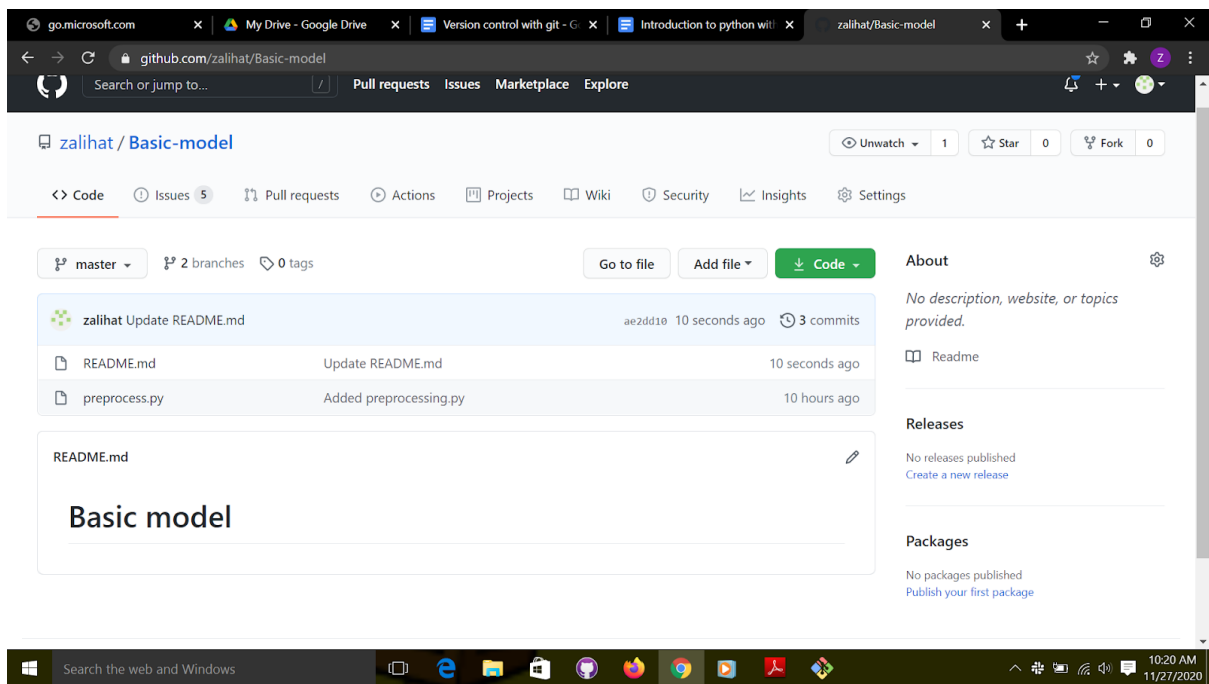 go.microsoft.com
My Drive - Google Drive
Version control with git - G
Introduction to python with
zalihat/Basic-model
github.com/zalihat/Basic-model
Z
Search or jump to...
/
Pull requests Issues Marketplace Explore
zalihat / Basic-model
Unwatch 1 Star 0 Fork 0
<> Code Issues 5 Pull requests Actions Projects Wiki Security Insights Settings
master 2 branches 0 tags
Go to file Add file Code
About
No description, website, or topics
provided.
Readme
zalihat Update README.md ae2dd10 10 seconds ago 3 commits
README.md Update README.md 10 seconds ago
preprocess.py Added preprocessing.py 10 hours ago
Releases
No releases published
Create a new release
README.md
Basic model
Packages
No packages published
Publish your first package
Search the web and Windows
10:20 AM
11/27/2020